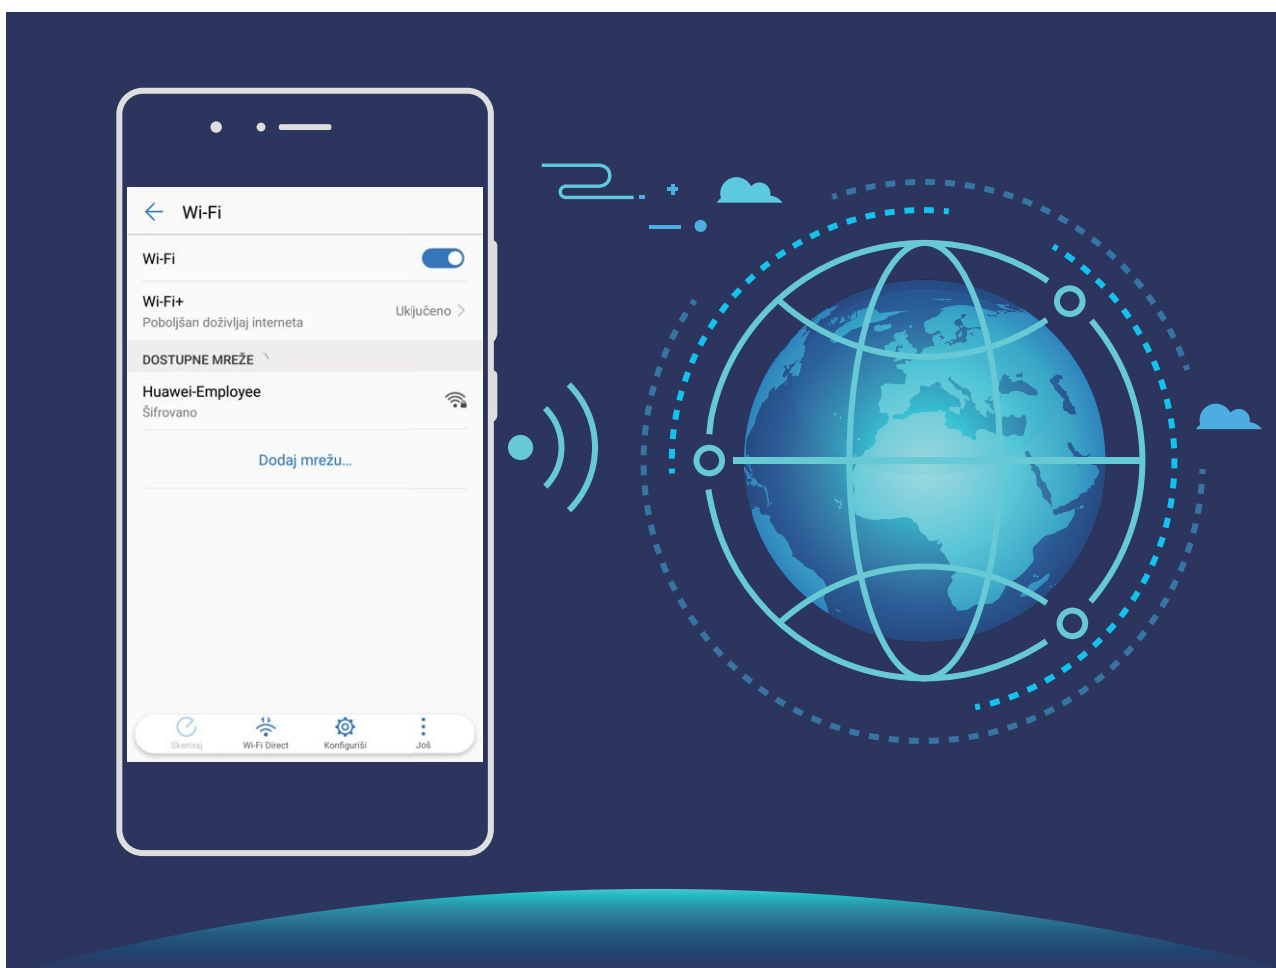 Wi-Fi
Wi-Fi
Wi-Fi+
Poboljšan doživljaj interneta
Uključeno
DOSTUPNE MREŽE
Huawei-Employee
Šifrovano
Dodaj mrežu...
Skeniraj
Wi-Fi Direct
Konfiguriši
Još